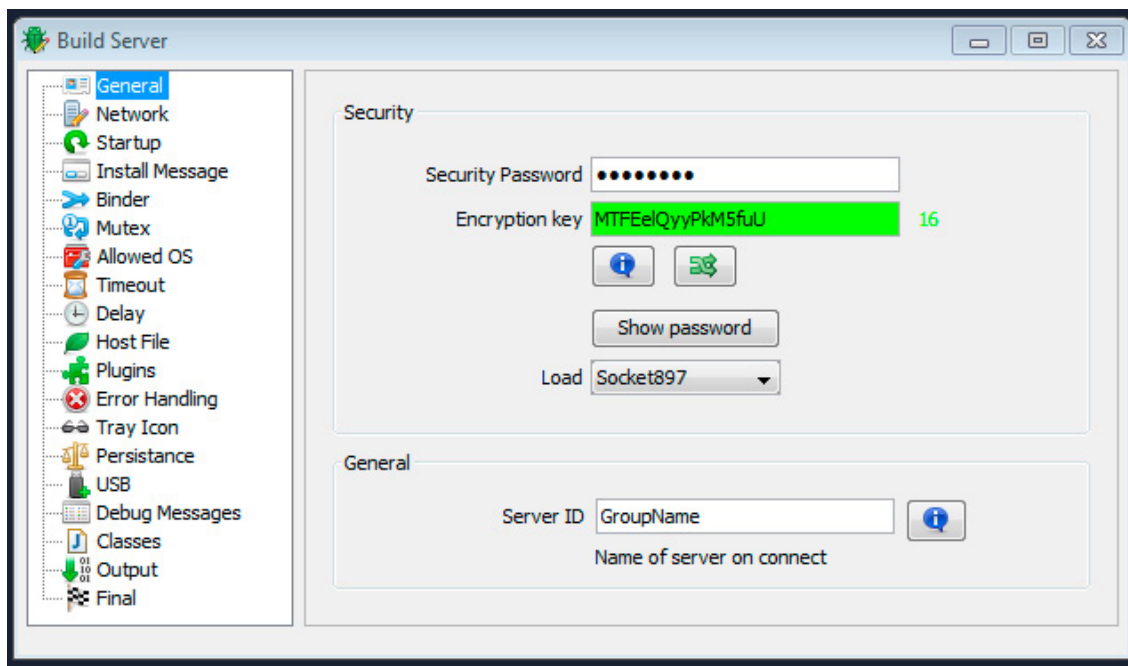 Build Server
General
Network
Startup
Install Message
Binder
Mutex
Allowed OS
Timeout
Delay
Host File
Plugins
Error Handling
Tray Icon
Persistance
USB
Debug Messages
Classes
Output
Final
Security
Security Password ●●●●●●●●
Encryption key MTFEelQyyPkM5fuU 16
Show password
Load Socket897
General
Server ID GroupName
Name of server on connect